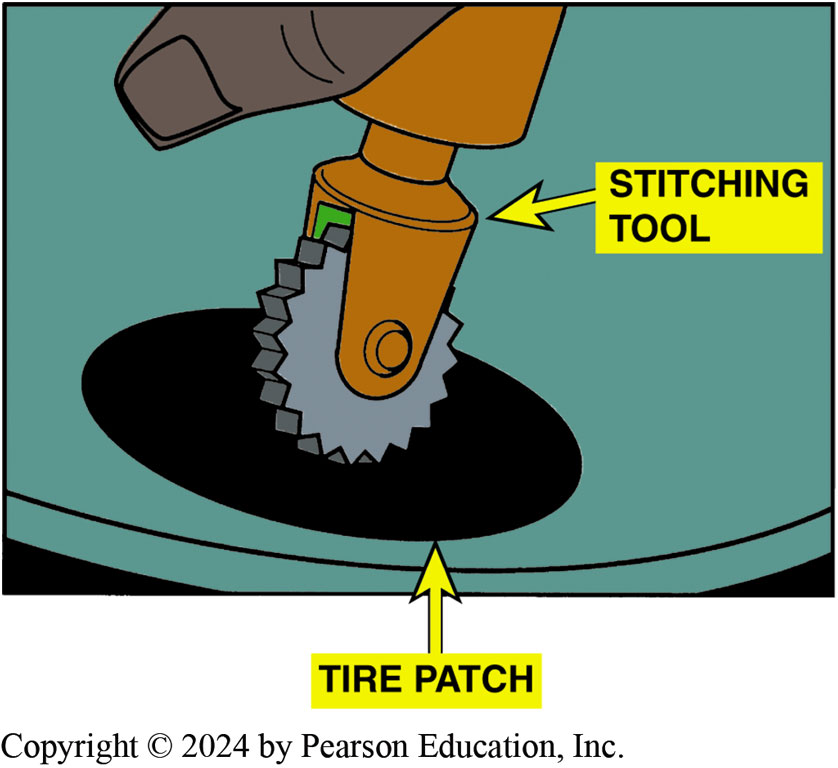 STITCHING
TOOL
TIRE PATCH
Copyright © 2024 by Pearson Education, Inc.